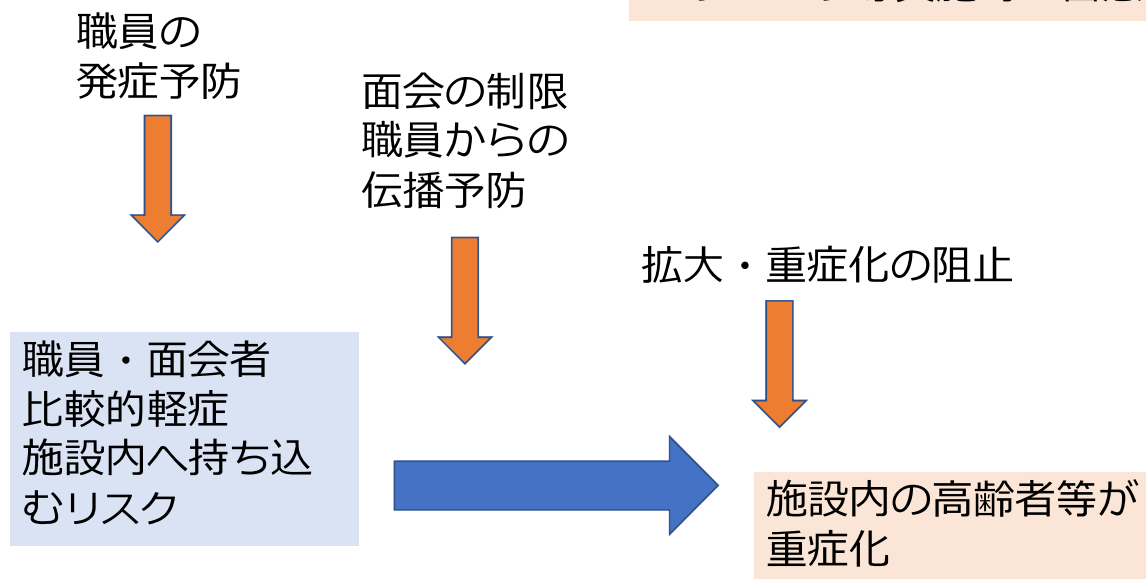 職員の
発症予防
面会の制限
職員からの
伝播予防
拡大・重症化の阻止
職員・面会者
比較的軽症
施設内へ持ち込
むリスク
施設内の高齢者等が
重症化